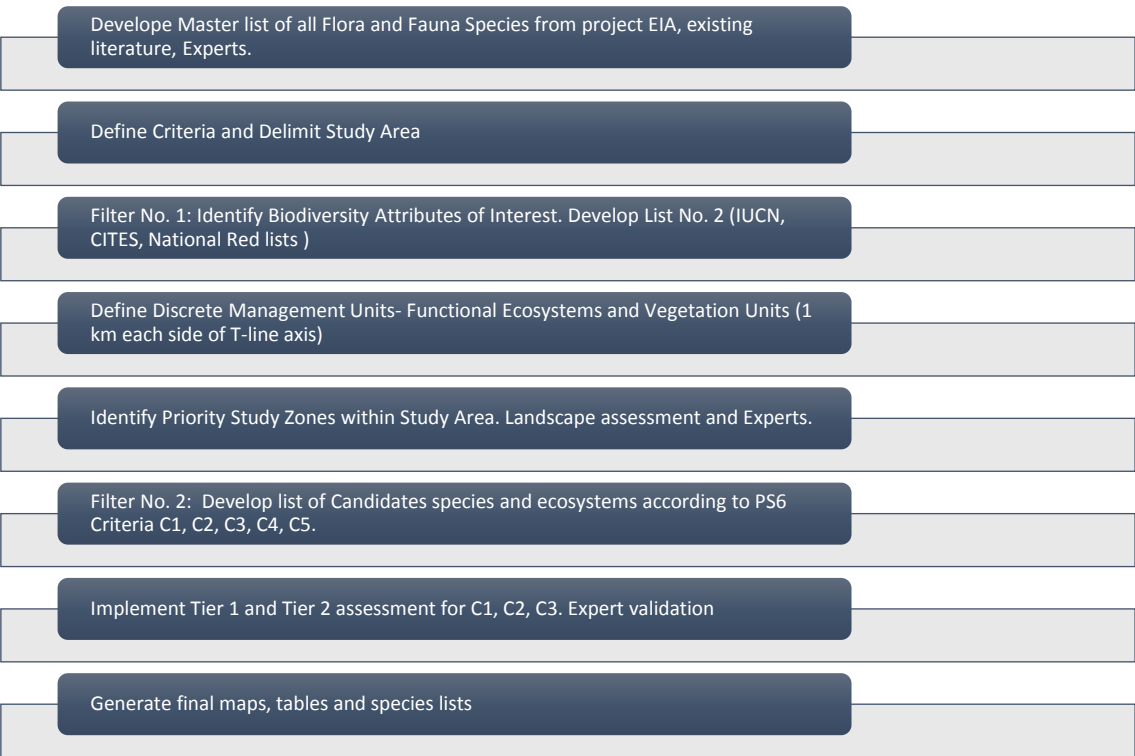 Develope Master list of all Flora and Fauna Species from project EIA, existing
literature, Experts.
Define Criteria and Delimit Study Area
Filter No. 1: Identify Biodiversity Attributes of Interest. Develop List No. 2 (IUCN,
CITES, National Red lists )
Define Discrete Management Units- Functional Ecosystems and Vegetation Units (1
km each side of T-line axis)
Identify Priority Study Zones within Study Area. Landscape assessment and Experts.
Filter No. 2:  Develop list of Candidates species and ecosystems according to PS6
Criteria C1, C2, C3, C4, C5.
Implement Tier 1 and Tier 2 assessment for C1, C2, C3. Expert validation
Generate final maps, tables and species lists